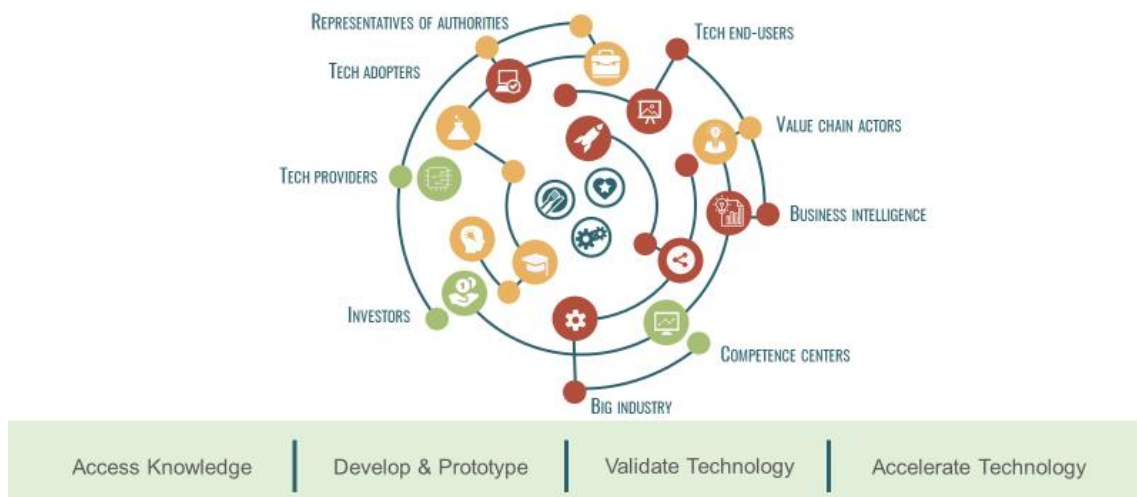 Representatives of authorities
Tech end-users
Tech adopters
Value chain actors
Tech providers
Business intelligence
Investors
Competence centers
Big industry
Access Knowledge
Develop & Prototype
Validate Technology
Accelerate Technology